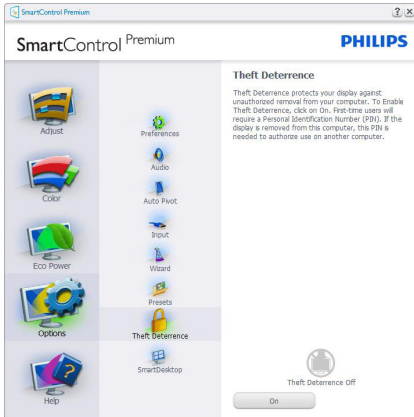 SmartControl Premium
? x
SmartControl Premium
PHILIPS
Adjust
Color
Eco Power
Options
Help
Preferences
Audio
Auto Pivot
Input
Wizard
Presets
Theft Deterrence
SmartDesktop
Theft Deterrence
Theft Deterrence protects your display against
unauthorized removal from your computer. To Enable
Theft Deterrence, click on On. First-time users will
require a Personal Identification Number (PIN). If the
display is removed from this computer, this PIN is
needed to authorize use on another computer.
Theft Deterrence Off
On